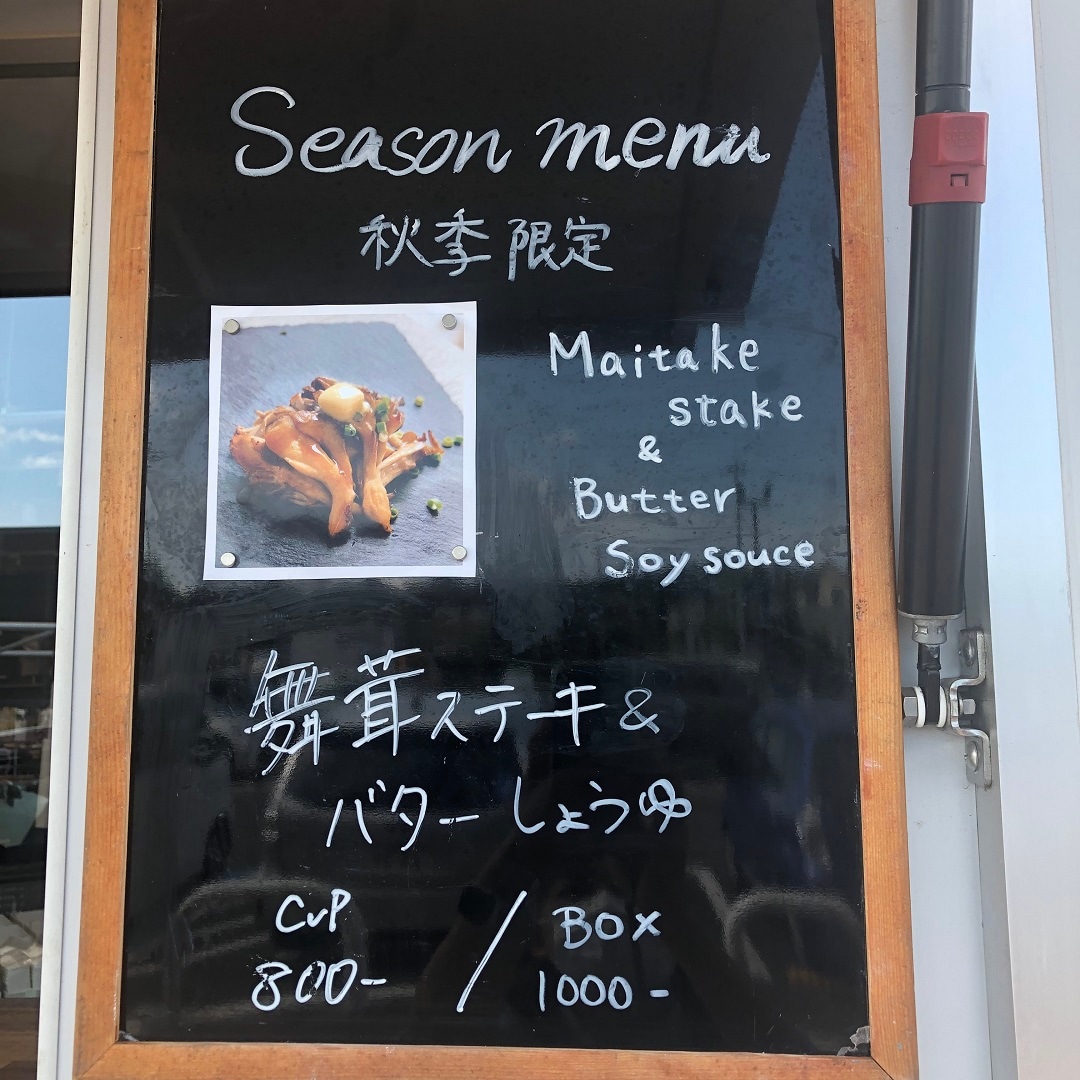 Season menu
秋季限定
Maitake
stake
&
Butter
Soy souce
舞茸ステーキ&
バターしょうゆ
CUP / BOX
800- 1000-